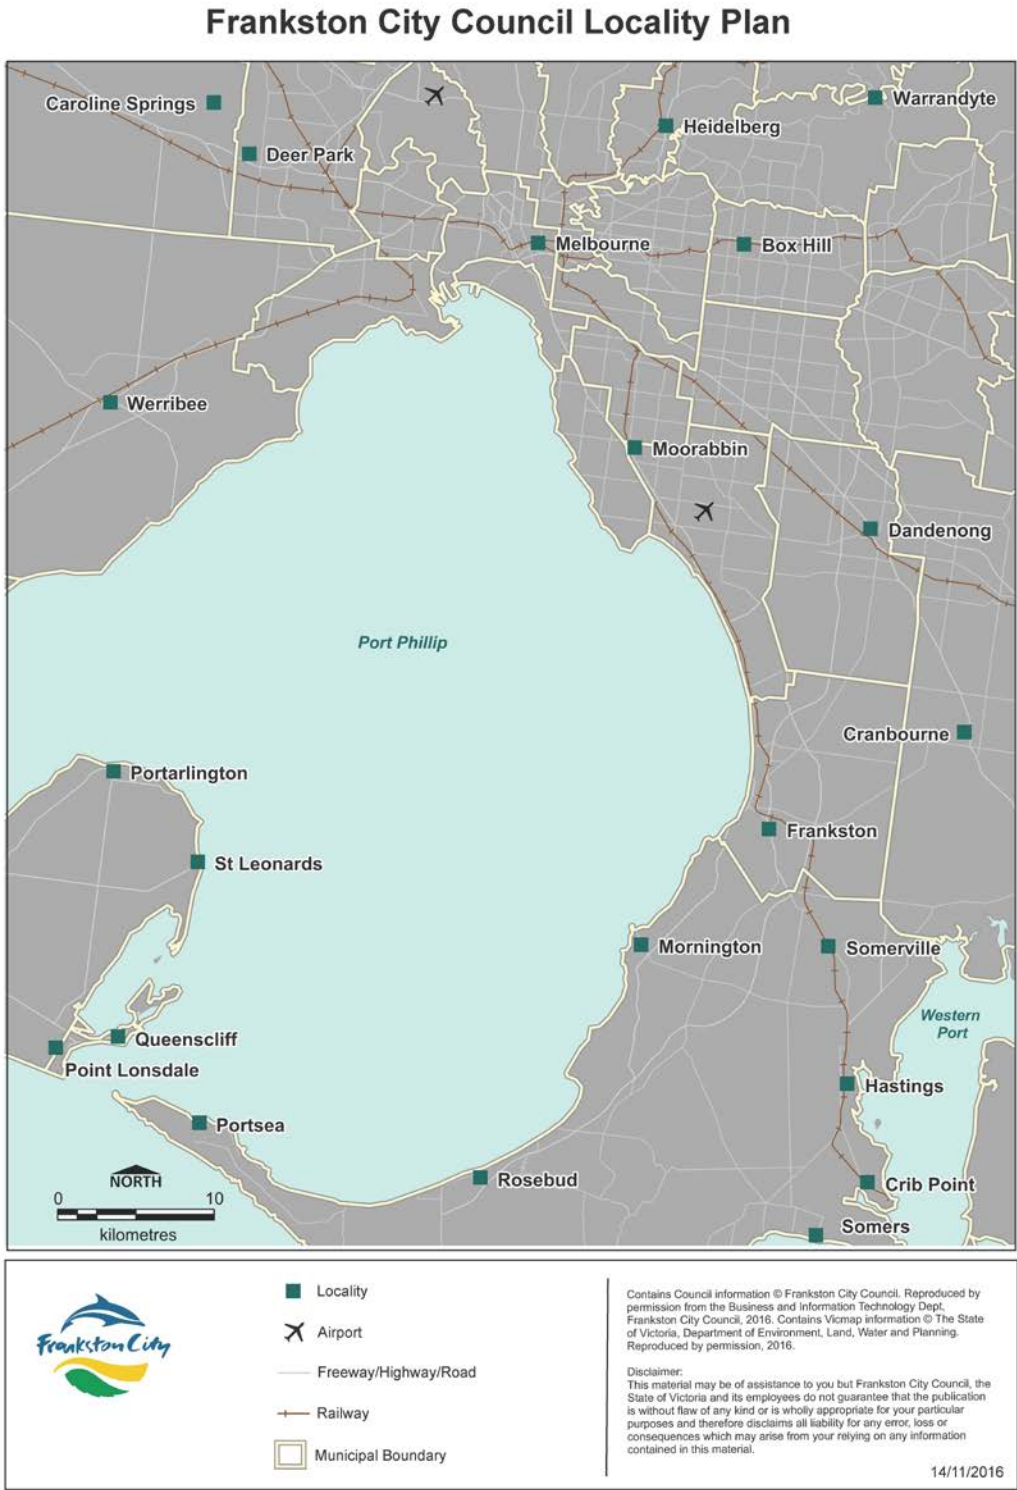 Frankston City Council Locality Plan
Caroline Springs
Warrandyte
Heidelberg
Deer Park
Melbourne
Box Hill
Werribee
Moorabbin
Dandenong
Port Phillip
Cranbourne
Portarlington
Frankston
St Leonards
Mornington
Somerville
Western
Port
Queenscliff
Point Lonsdale
Hastings
Portsea
Rosebud
Crib Point
Somers
NORTH
0 10
kilometres
Frankston City
Locality
Airport
Freeway/Highway/Road
Railway
Municipal Boundary
Contains Council information © Frankston City Council. Reproduced by
permission from the Business and Information Technology Dept,
Frankston City Council, 2016. Contains Vicmap information © The State
of Victoria, Department of Environment, Land, Water and Planning.
Reproduced by permission, 2016.
Disclaimer:
This material may be of assistance to you but Frankston City Council, the
State of Victoria and its employees do not guarantee that the publication
is without flaw of any kind or is wholly appropriate for your particular
purposes and therefore disclaims all liability for any error, loss or
consequences which may arise from your relying on any information
contained in this material.
14/11/2016